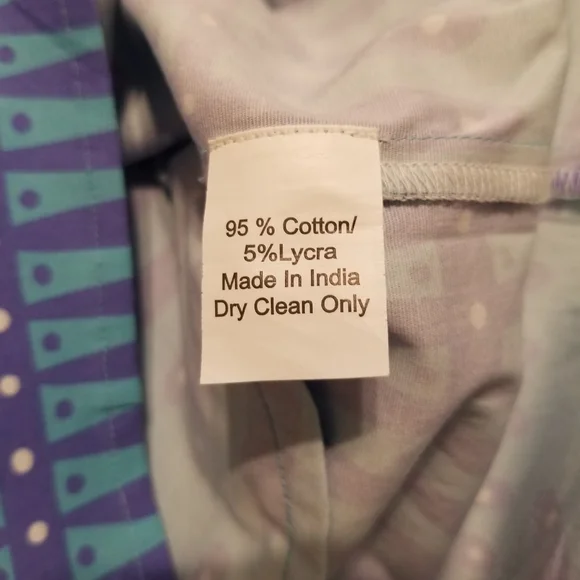 95 % Cotton/
5%Lycra
Made In India
Dry Clean Only